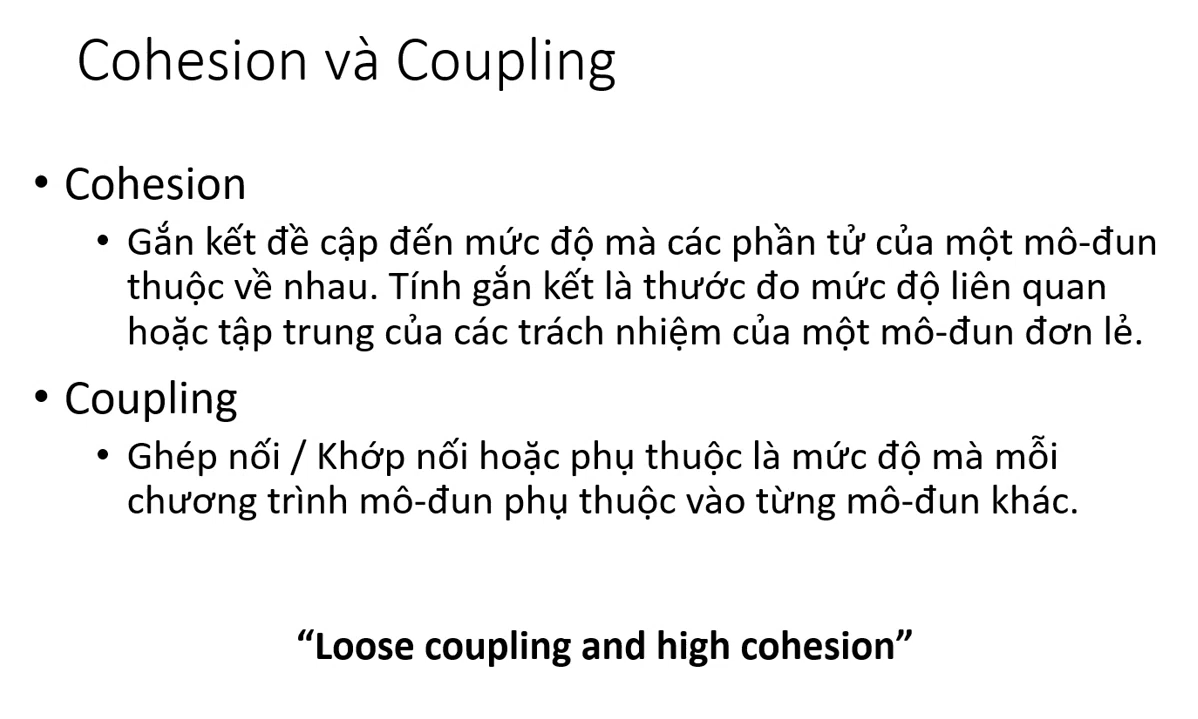 Cohesion và Coupling
• Cohesion
• Gắn kết đề cập đến mức độ mà các phần tử của một mô-đun
thuộc về nhau. Tính gắn kết là thước đo mức độ liên quan
hoặc tập trung của các trách nhiệm của một mô-đun đơn lẻ.
• Coupling
• Ghép nối / Khớp nối hoặc phụ thuộc là mức độ mà mỗi
chương trình mô-đun phụ thuộc vào từng mô-đun khác.
“Loose coupling and high cohesion”